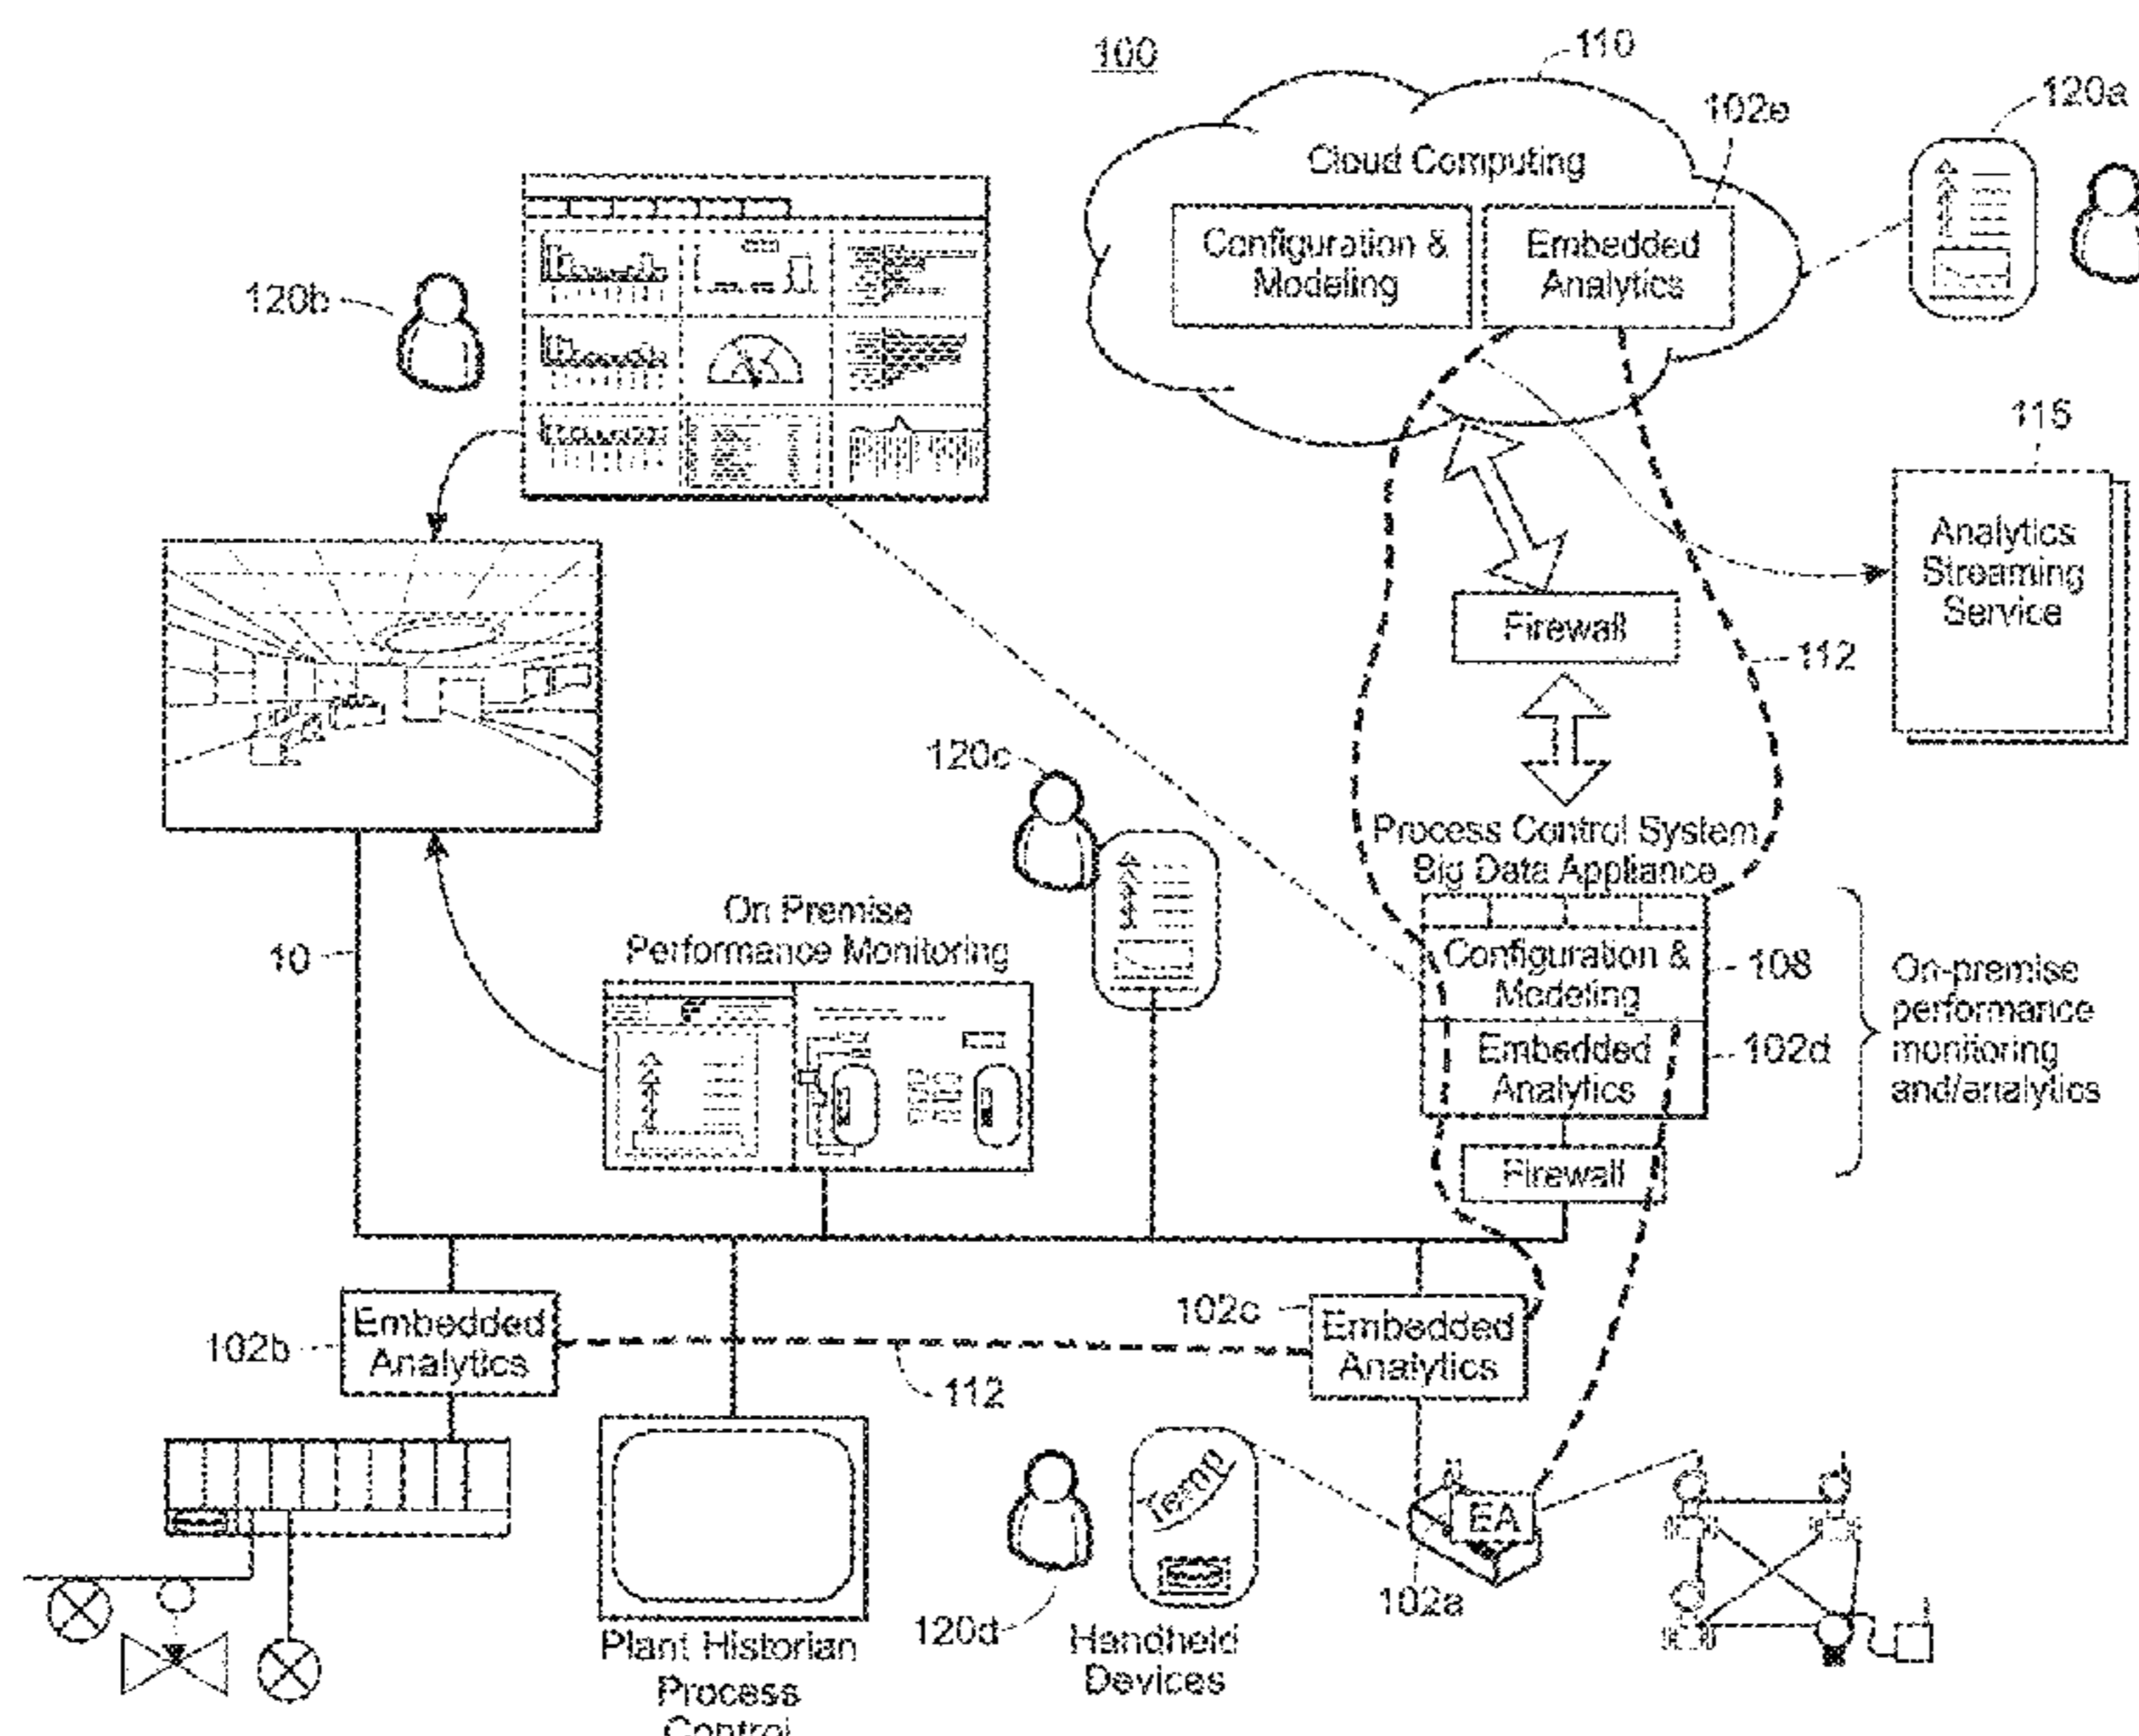 100
110
102e
120a
Cloud Computing
Configuration &
Modeling
Embedded
Analytics
120b
115
Analytics
Streaming
Service
Firewall
112
120c
Process Control System
Big Data Appliance
On Premise
Performance Monitoring
10
Configuration &
Modeling
108
On-premise
performance
monitoring
and/analytics
Embedded
Analytics
102d
Firewall
102b
Embedded
Analytics
112
102c
Embedded
Analytics
Temp
EA
102a
120d
Plant Historian
Process
Control
Handheld
Devices